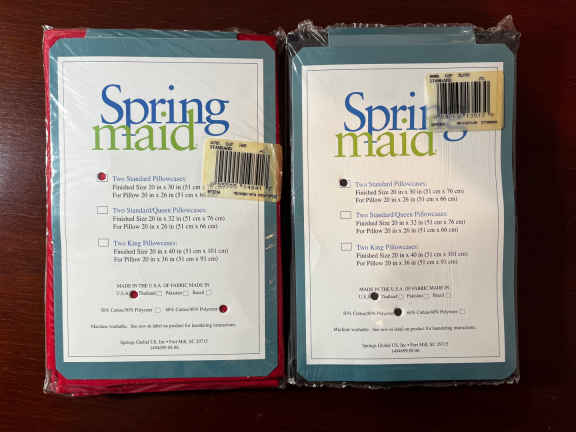 Spring
maid
STANDARD
Two Standard Pillowcases:
Finished Size 20 in x 30 in (51 cm x
For Pillow 20 in x 26 in (51 cm x 66
Two Standard/Queen Pillowcases:
Finished Size 20 in x 32 in (51 cm x 76 cm)
For Pillow 20 in x 26 in (51 cm x 66 cm)
Two King Pillowcases:
Finished Size 20 in x 40 in (51 cm x 101 cm)
For Pillow 20 in x 36 in (51 cm x 93 cm)
MADE IN THE U.S.A. OF FABRIC MADE IN
U.S.A. Thailand Pakistan Brazil
50% Cotton/50% Polyester 60% Cotton/40% Polyester
Machine washable. See sew-in label on product for laundering instructions.
Springs Global US, Inc • Fort Mill, SC 29715
Spring
maid
STANDARD
Two Standard Pillowcases:
Finished Size 20 in x 30 in (51 cm x 76 cm)
For Pillow 20 in x 26 in (51 cm x 66 cm)
Two Standard/Queen Pillowcases:
Finished Size 20 in x 32 in (51 cm x 76 cm)
For Pillow 20 in x 26 in (51 cm x 66 cm)
Two King Pillowcases:
Finished Size 20 in x 40 in (51 cm x 101 cm)
For Pillow 20 in x 36 in (51 cm x 93 cm)
MADE IN THE U.S.A. OF FABRIC MADE IN
U.S.A. Thailand Pakistan Brazil
50% Cotton/50% Polyester 60% Cotton/40% Polyester
Machine washable. See sew-in label on product for laundering instructions.
Springs Global US, Inc • Fort Mill, SC 29715